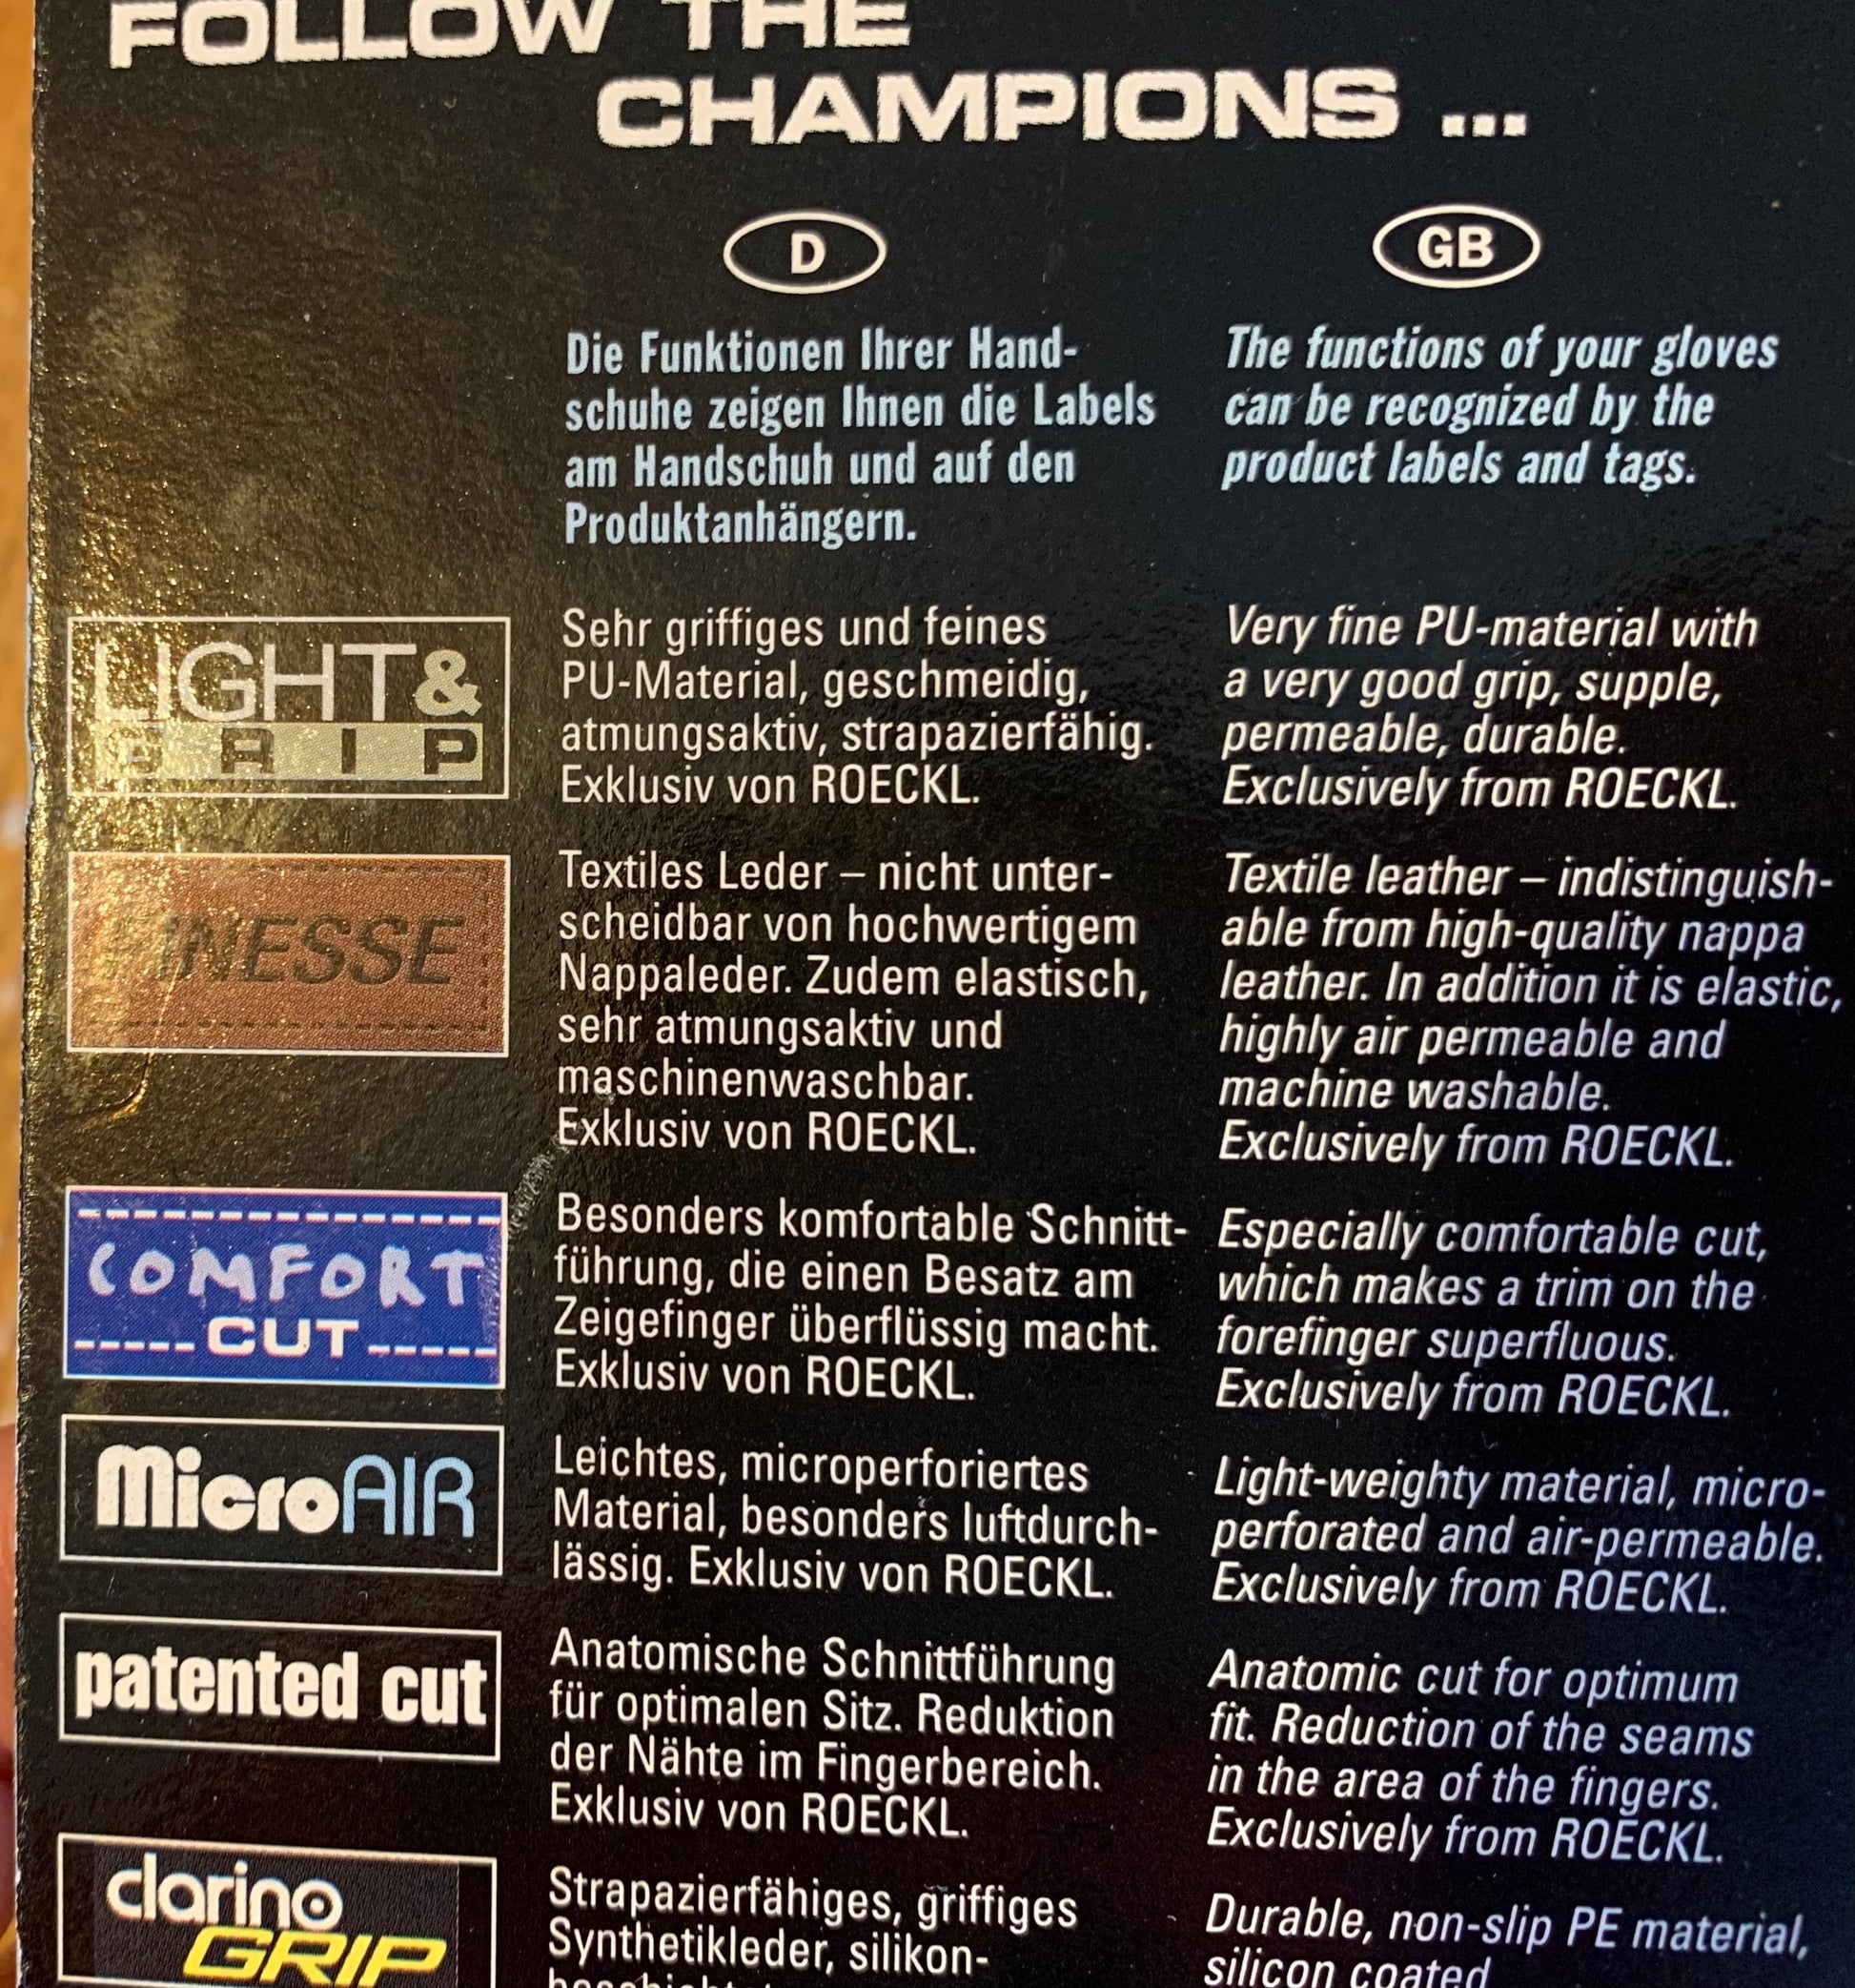 FOLLOW THE
CHAMPIONS ...
D
Die Funktionen Ihrer Hand-
schuhe zeigen Ihnen die Labels
am Handschuh und auf den
Produktanhängern.
GB
The functions of your gloves
can be recognized by the
product labels and tags.
LIGHT&
GRIP
Sehr griffiges und feines
PU-Material, geschmeidig,
atmungsaktiv, strapazierfähig.
Exklusiv von ROECKL.
Very fine PU-material with
a very good grip, supple,
permeable, durable.
Exclusively from ROECKL.
FINESSE
Textiles Leder – nicht unter-
scheidbar von hochwertigem
Nappaleder. Zudem elastisch,
sehr atmungsaktiv und
maschinenwaschbar.
Exklusiv von ROECKL.
Textile leather – indistinguish-
able from high-quality nappa
leather. In addition it is elastic,
highly air permeable and
machine washable.
Exclusively from ROECKL.
COMFORT
CUT
Besonders komfortable Schnitt-
führung, die einen Besatz am
Zeigefinger überflüssig macht.
Exklusiv von ROECKL.
Especially comfortable cut,
which makes a trim on the
forefinger superfluous.
Exclusively from ROECKL.
MicroAIR
Leichtes, microperforiertes
Material, besonders luftdurch-
lässig. Exklusiv von ROECKL.
Light-weighty material, micro-
perforated and air-permeable.
Exclusively from ROECKL.
patented cut
Anatomische Schnittführung
für optimalen Sitz. Reduktion
der Nähte im Fingerbereich.
Exklusiv von ROECKL.
Anatomic cut for optimum
fit. Reduction of the seams
in the area of the fingers.
Exclusively from ROECKL.
clarino
GRIP
Strapazierfähiges, griffiges
Synthetikleder, silikon-
Durable, non-slip PE material,
silicon coated